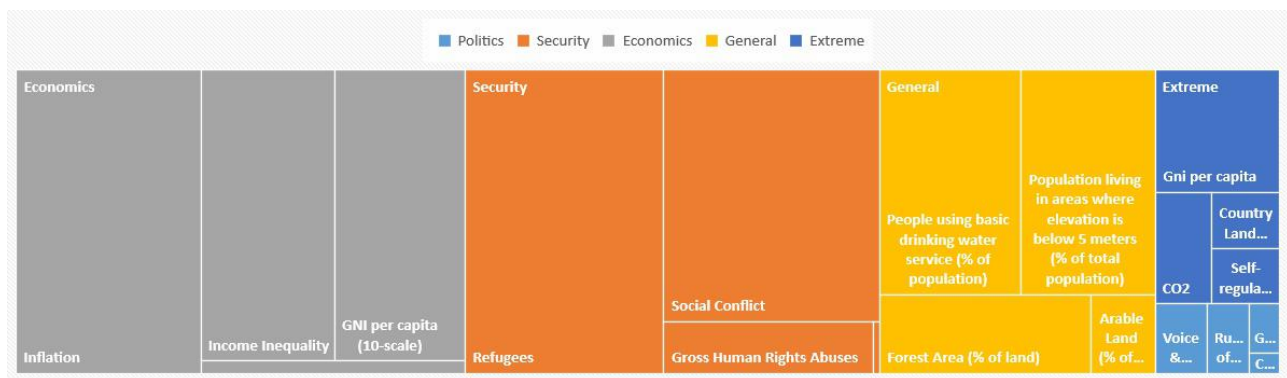 Politics Security Economics General Extreme
Economics
Inflation
Income Inequality
GNI per capita
(10-scale)
Security
Refugees
Social Conflict
Gross Human Rights Abuses
General
People using basic
drinking water
service (% of
population)
Population living
in areas where
elevation is
below 5 meters
(% of total
population)
Forest Area (% of land)
Arable
Land
(% of...
Extreme
Gni per capita
CO2
Country
Land...
Self-
regula...
Voice
&...
Ru...
of...
G...
C...